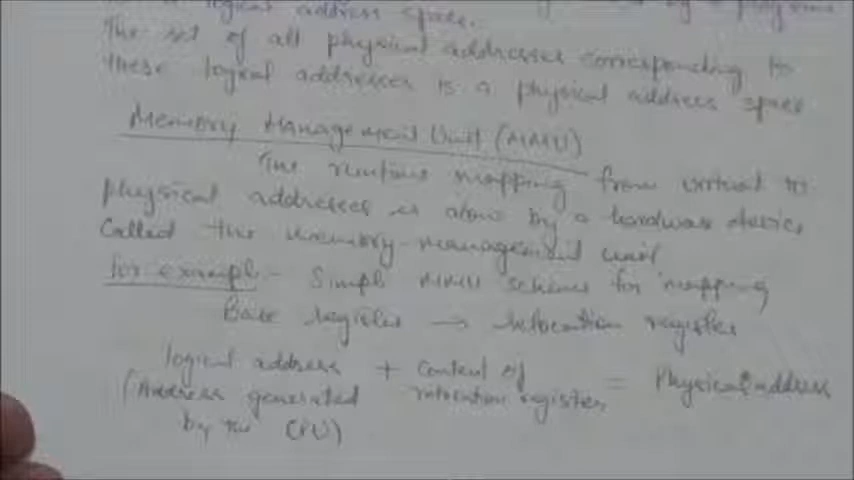 logical address space.
The set of all physical addresses corresponding to
these logical addresses is a physical address space
Memory Management Unit (MMU)
The runtime mapping from virtual to
physical addresses is done by a hardware device
Called the memory-management unit
for example - Simple MMU scheme for mapping
Base register → relocation register
logical address + Content of = Physical address
(Address generated relocation register
by the CPU)